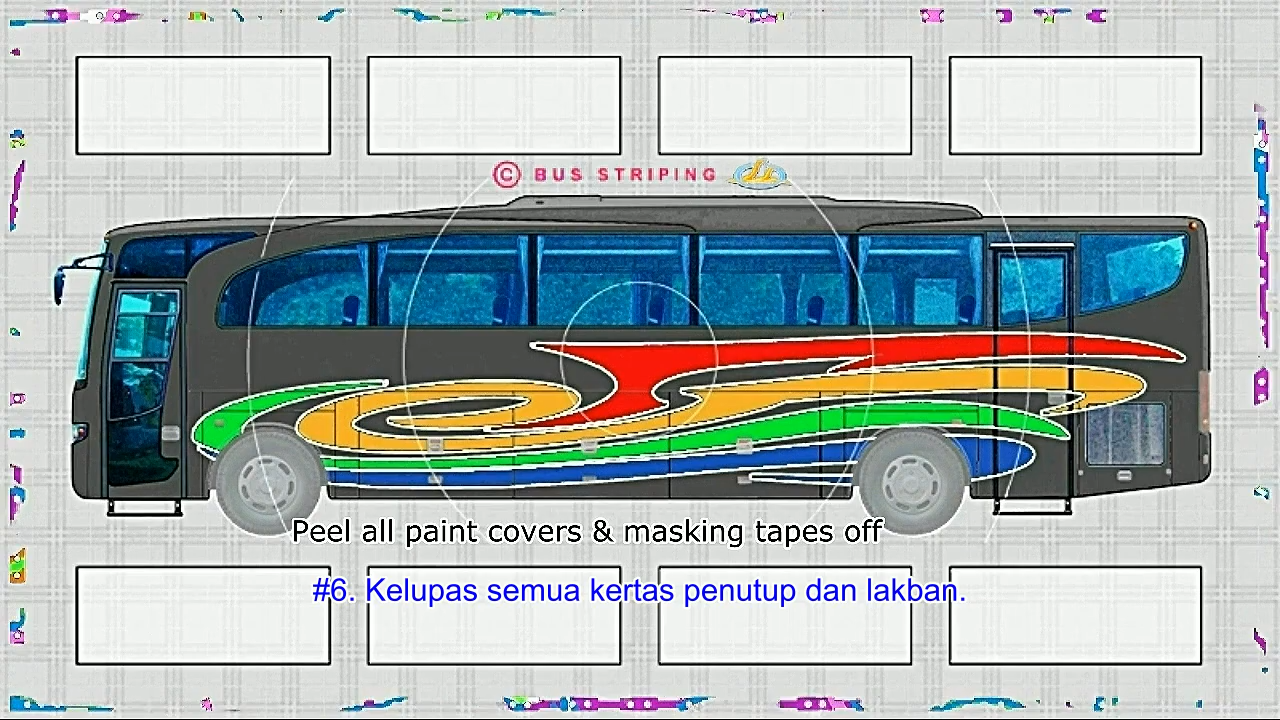 © BUS STRIPING
Peel all paint covers & masking tapes off
#6. Kelupas semua kertas penutup dan lakban.